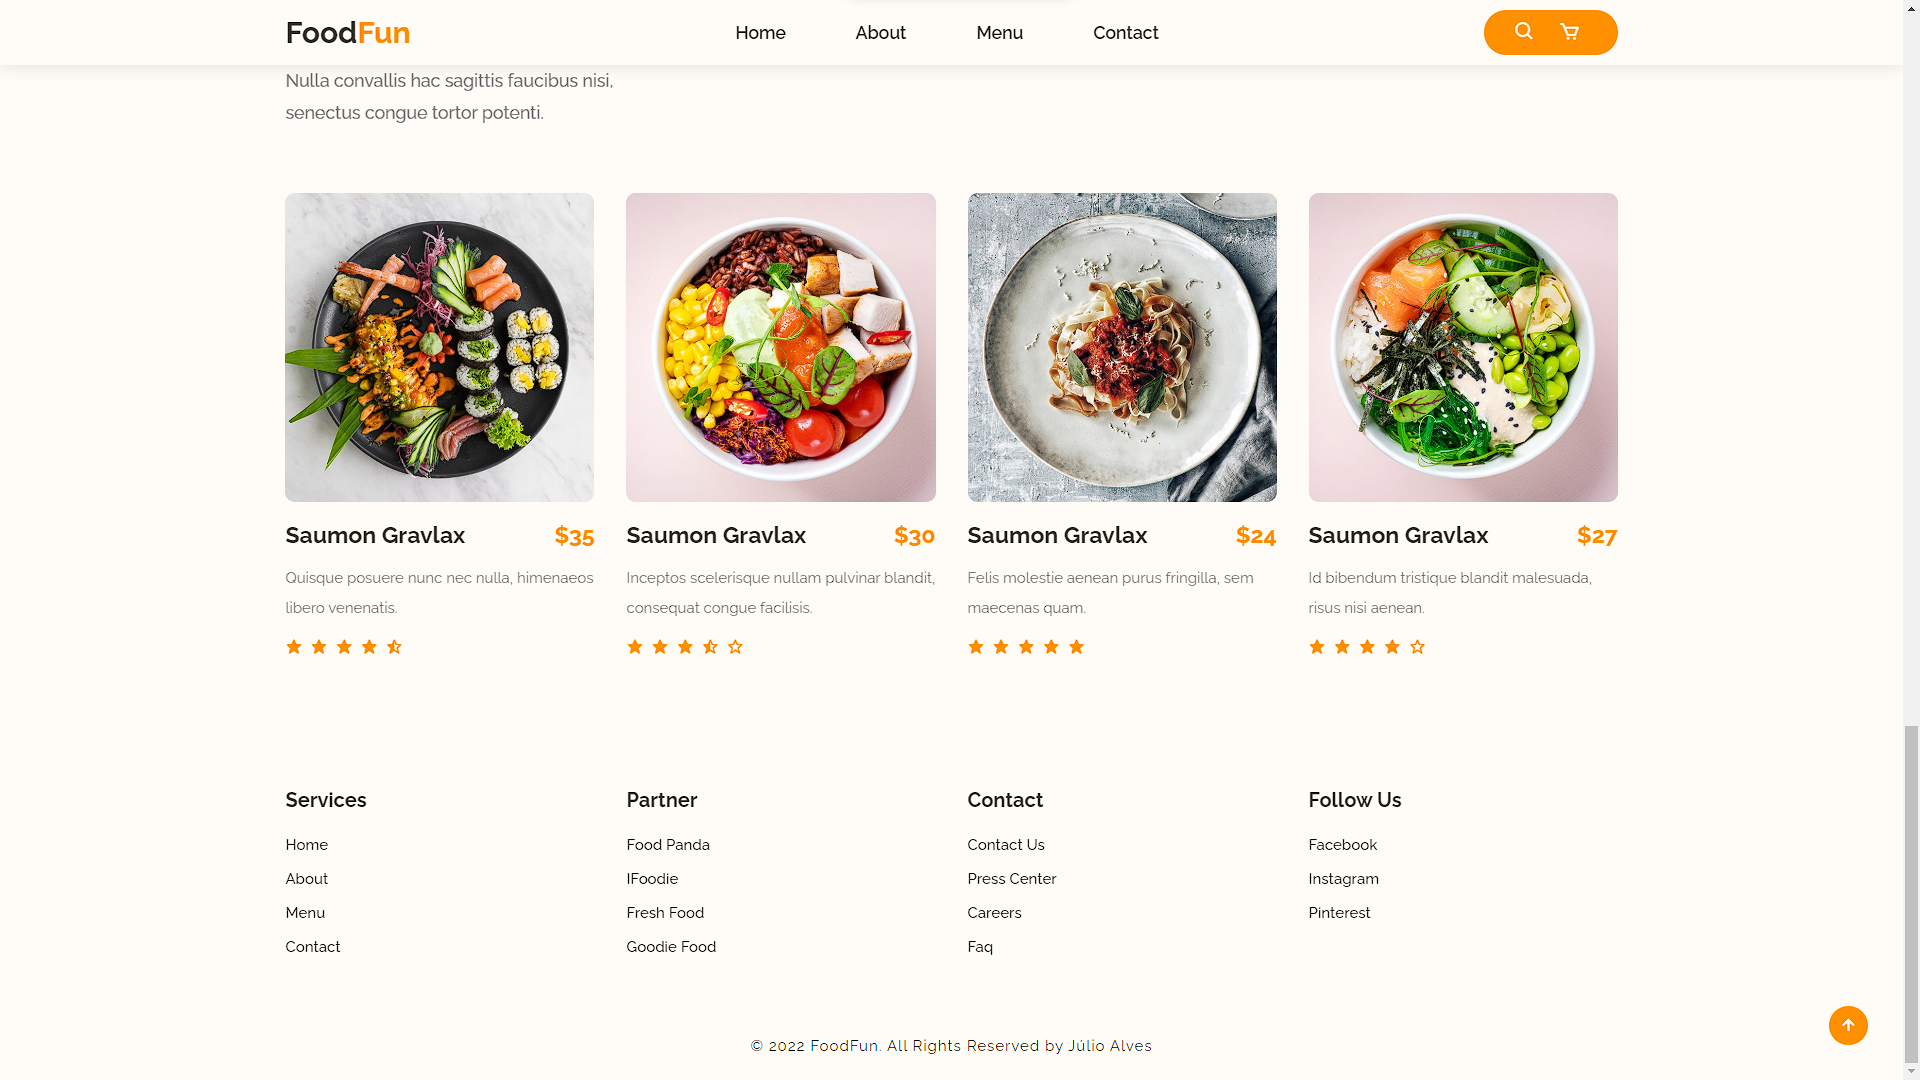 FoodFun
Home About Menu Contact
Nulla convallis hac sagittis faucibus nisi,
senectus congue tortor potenti.
Saumon Gravlax $35
Quisque posuere nunc nec nulla, himenaeos
libero venenatis.
Saumon Gravlax $30
Inceptos scelerisque nullam pulvinar blandit,
consequat congue facilisis.
Saumon Gravlax $24
Felis molestie aenean purus fringilla, sem
maecenas quam.
Saumon Gravlax $27
Id bibendum tristique blandit malesuada,
risus nisi aenean.
Services
Home
About
Menu
Contact
Partner
Food Panda
IFoodie
Fresh Food
Goodie Food
Contact
Contact Us
Press Center
Careers
Faq
Follow Us
Facebook
Instagram
Pinterest
© 2022 FoodFun. All Rights Reserved by Júlio Alves